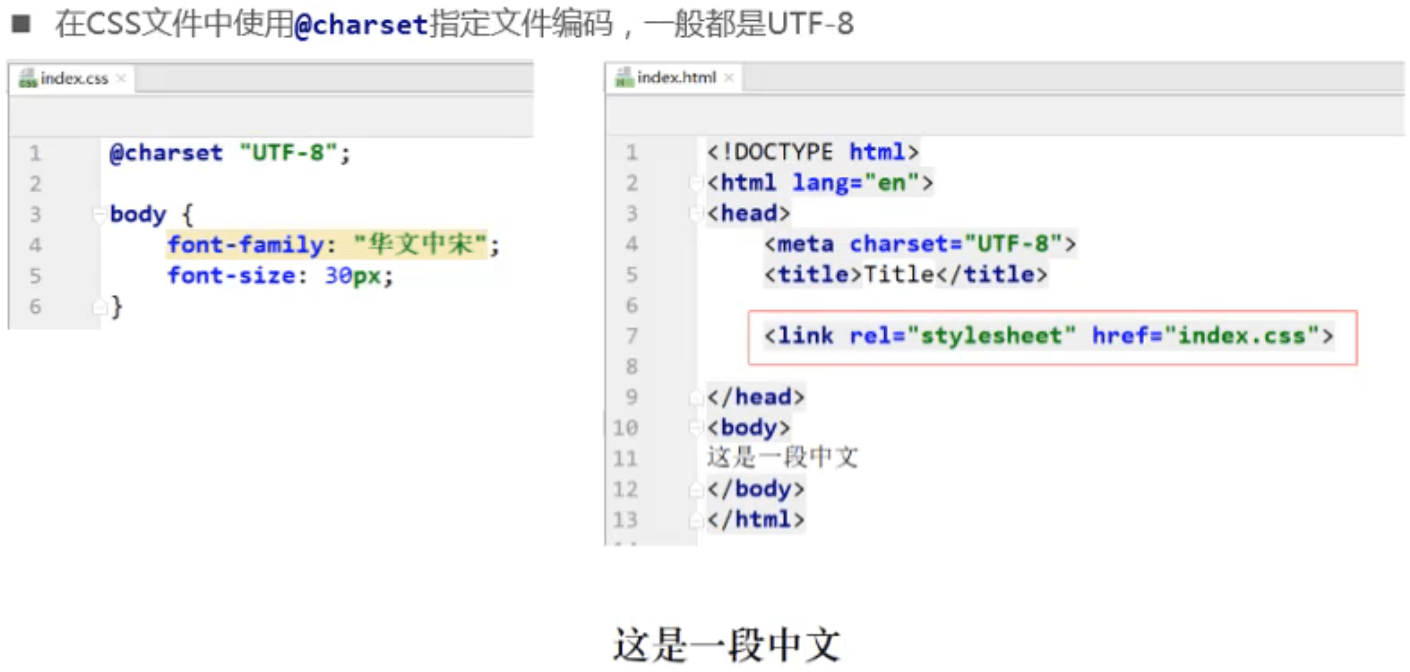 ■ 在CSS文件中使用@charset指定文件编码，一般都是UTF-8
index.css ×
1 @charset "UTF-8";
2
3 body {
4 font-family: "华文中宋";
5 font-size: 30px;
6 }
index.html ×
1 <!DOCTYPE html>
2 <html lang="en">
3 <head>
4 <meta charset="UTF-8">
5 <title>Title</title>
6
7 <link rel="stylesheet" href="index.css">
8
9 </head>
10 <body>
11 这是一段中文
12 </body>
13 </html>
这是一段中文